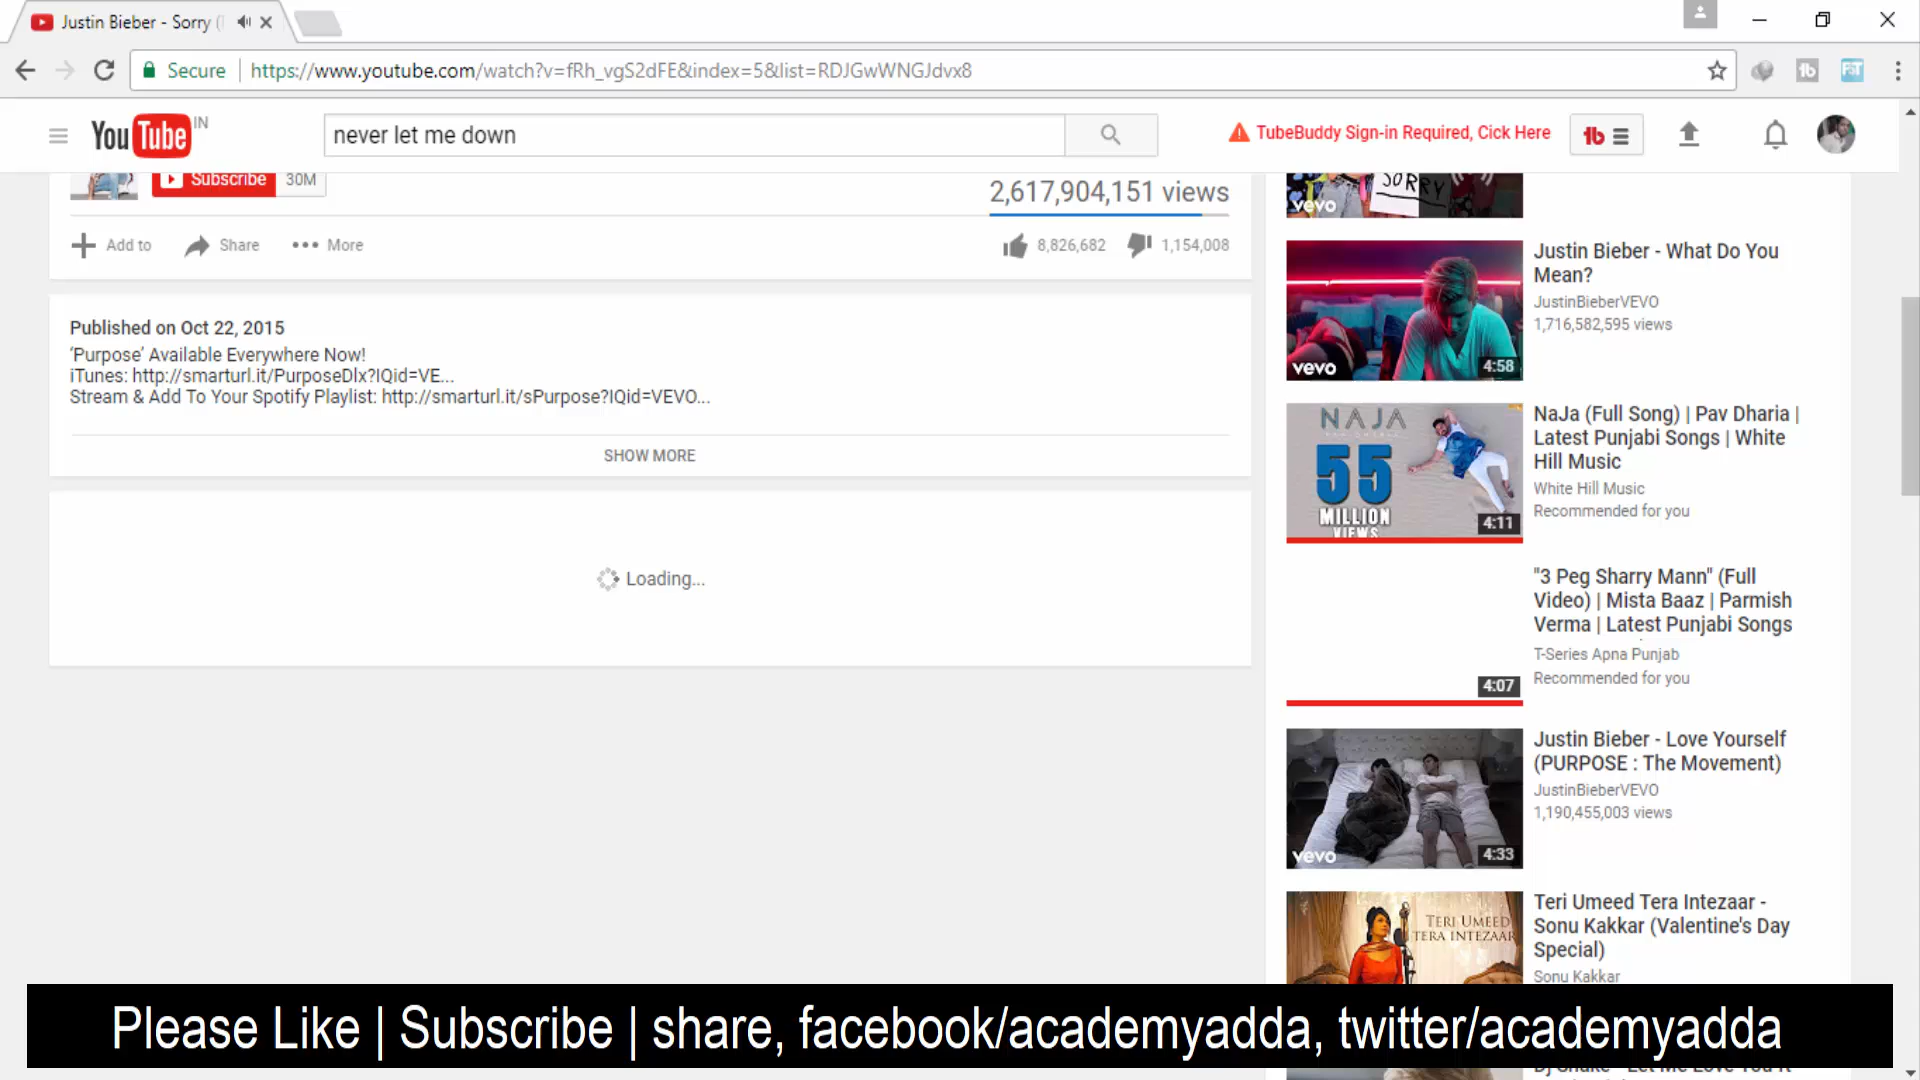 Justin Bieber - Sorry (
Secure
https://www.youtube.com/watch?v=fRh_vgS2dFE&index=5&list=RDJGwWNGJdvx8
YouTube IN
never let me down
TubeBuddy Sign-in Required, Cick Here
Subscribe 30M
2,617,904,151 views
Add to Share More
8,826,682 1,154,008
Published on Oct 22, 2015
‘Purpose’ Available Everywhere Now!
iTunes: http://smarturl.it/PurposeDlx?IQid=VE...
Stream & Add To Your Spotify Playlist: http://smarturl.it/sPurpose?IQid=VEVO...
SHOW MORE
Loading...
SORRY
vevo
vevo
4:58
Justin Bieber - What Do You
Mean?
JustinBieberVEVO
1,716,582,595 views
NAJA
55
MILLION
VIEWS
4:11
NaJa (Full Song) | Pav Dharia |
Latest Punjabi Songs | White
Hill Music
White Hill Music
Recommended for you
4:07
"3 Peg Sharry Mann" (Full
Video) | Mista Baaz | Parmish
Verma | Latest Punjabi Songs
T-Series Apna Punjab
Recommended for you
vevo
4:33
Justin Bieber - Love Yourself
(PURPOSE : The Movement)
JustinBieberVEVO
1,190,455,003 views
TERI UMEED
TERA INTEZAAR
Teri Umeed Tera Intezaar -
Sonu Kakkar (Valentine's Day
Special)
Sonu Kakkar
Please Like | Subscribe | share, facebook/academyadda, twitter/academyadda